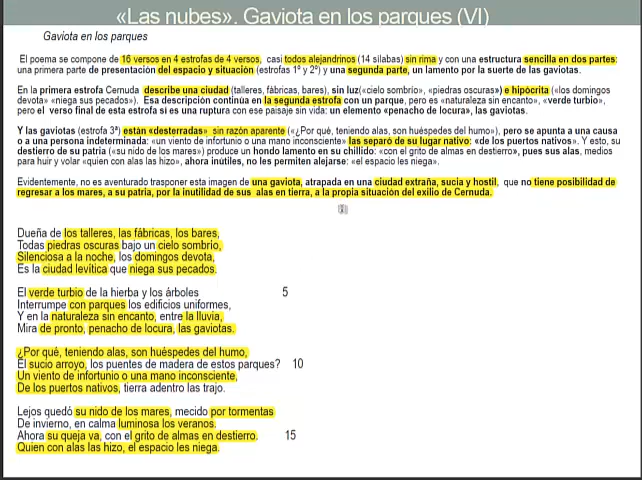 «Las nubes». Gaviota en los parques (VI)
Gaviota en los parques
El poema se compone de 16 versos en 4 estrofas de 4 versos, casi todos alejandrinos (14 sílabas) sin rima y con una estructura sencilla en dos partes:
una primera parte de presentación del espacio y situación (estrofas 1ª y 2ª) y una segunda parte, un lamento por la suerte de las gaviotas.
En la primera estrofa Cernuda describe una ciudad (talleres, fábricas, bares), sin luz(«cielo sombrío», «piedras oscuras») e hipócrita («los domingos
devota» «niega sus pecados»). Esa descripción continúa en la segunda estrofa con un parque, pero es «naturaleza sin encanto», «verde turbio»,
pero el verso final de esta estrofa si es una ruptura con ese paisaje sin vida: un elemento «penacho de locura», las gaviotas.
Y las gaviotas (estrofa 3ª) están «desterradas» sin razón aparente («¿Por qué, teniendo alas, son huéspedes del humo»), pero se apunta a una causa
o a una persona indeterminada: «un viento de infortunio o una mano inconsciente» las separó de su lugar nativo: «de los puertos nativos». Y esto, su
destierro de su patria («su nido de los mares») produce un hondo lamento en su chillido: «con el grito de almas en destierro», pues sus alas, medios
para huir y volar «quien con alas las hizo», ahora inútiles, no les permiten alejarse: «el espacio les niega».
Evidentemente, no es aventurado trasponer esta imagen de una gaviota, atrapada en una ciudad extraña, sucia y hostil, que no tiene posibilidad de
regresar a los mares, a su patria, por la inutilidad de sus alas en tierra, a la propia situación del exilio de Cernuda.
Dueña de los talleres, las fábricas, los bares,
Todas piedras oscuras bajo un cielo sombrío,
Silenciosa a la noche, los domingos devota,
Es la ciudad levítica que niega sus pecados.
El verde turbio de la hierba y los árboles 5
Interrumpe con parques los edificios uniformes,
Y en la naturaleza sin encanto, entre la lluvia,
Mira de pronto, penacho de locura, las gaviotas.
¿Por qué, teniendo alas, son huéspedes del humo,
El sucio arroyo, los puentes de madera de estos parques? 10
Un viento de infortunio o una mano inconsciente,
De los puertos nativos, tierra adentro las trajo.
Lejos quedó su nido de los mares, mecido por tormentas
De invierno, en calma luminosa los veranos.
Ahora su queja va, con el grito de almas en destierro. 15
Quien con alas las hizo, el espacio les niega.